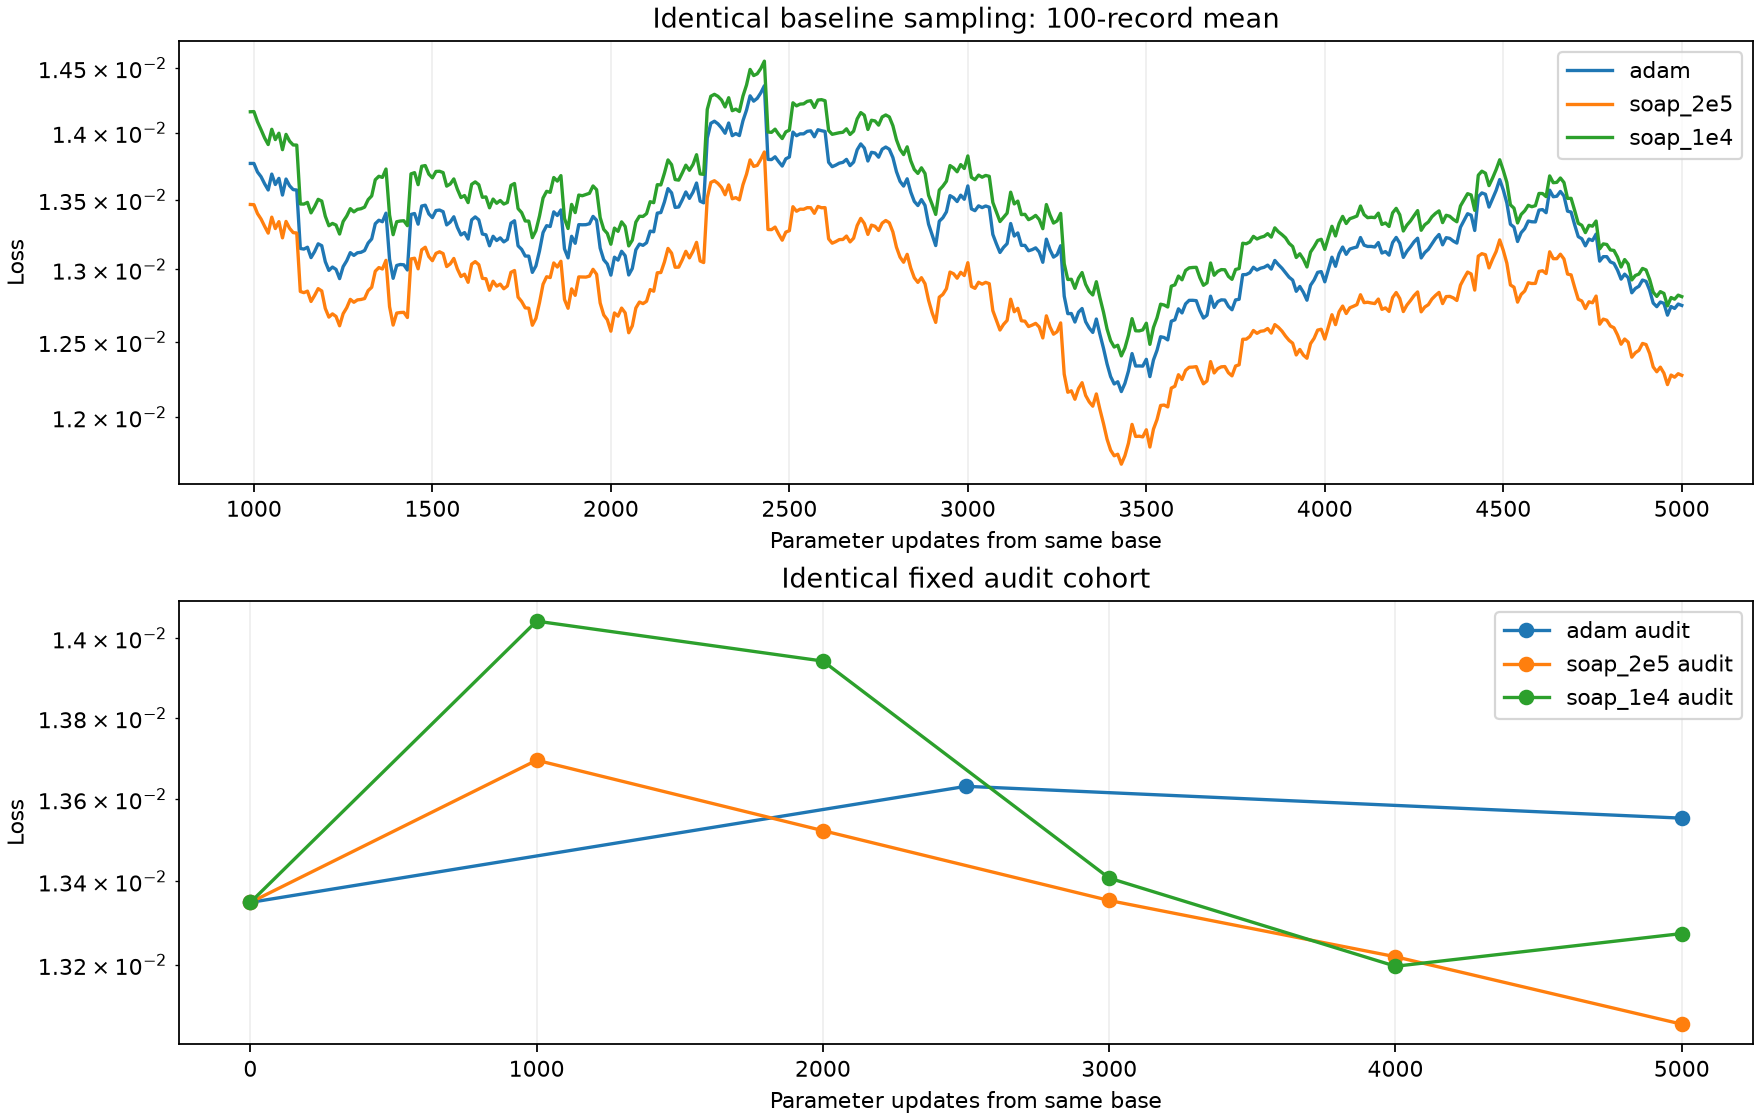 Identical baseline sampling: 100-record mean
1.45 × 10⁻²
1.4 × 10⁻²
1.35 × 10⁻²
1.3 × 10⁻²
1.25 × 10⁻²
1.2 × 10⁻²
Loss
adam
soap_2e5
soap_1e4
1000 1500 2000 2500 3000 3500 4000 4500 5000
Parameter updates from same base
Identical fixed audit cohort
1.4 × 10⁻²
1.38 × 10⁻²
1.36 × 10⁻²
1.34 × 10⁻²
1.32 × 10⁻²
Loss
adam audit
soap_2e5 audit
soap_1e4 audit
0 1000 2000 3000 4000 5000
Parameter updates from same base